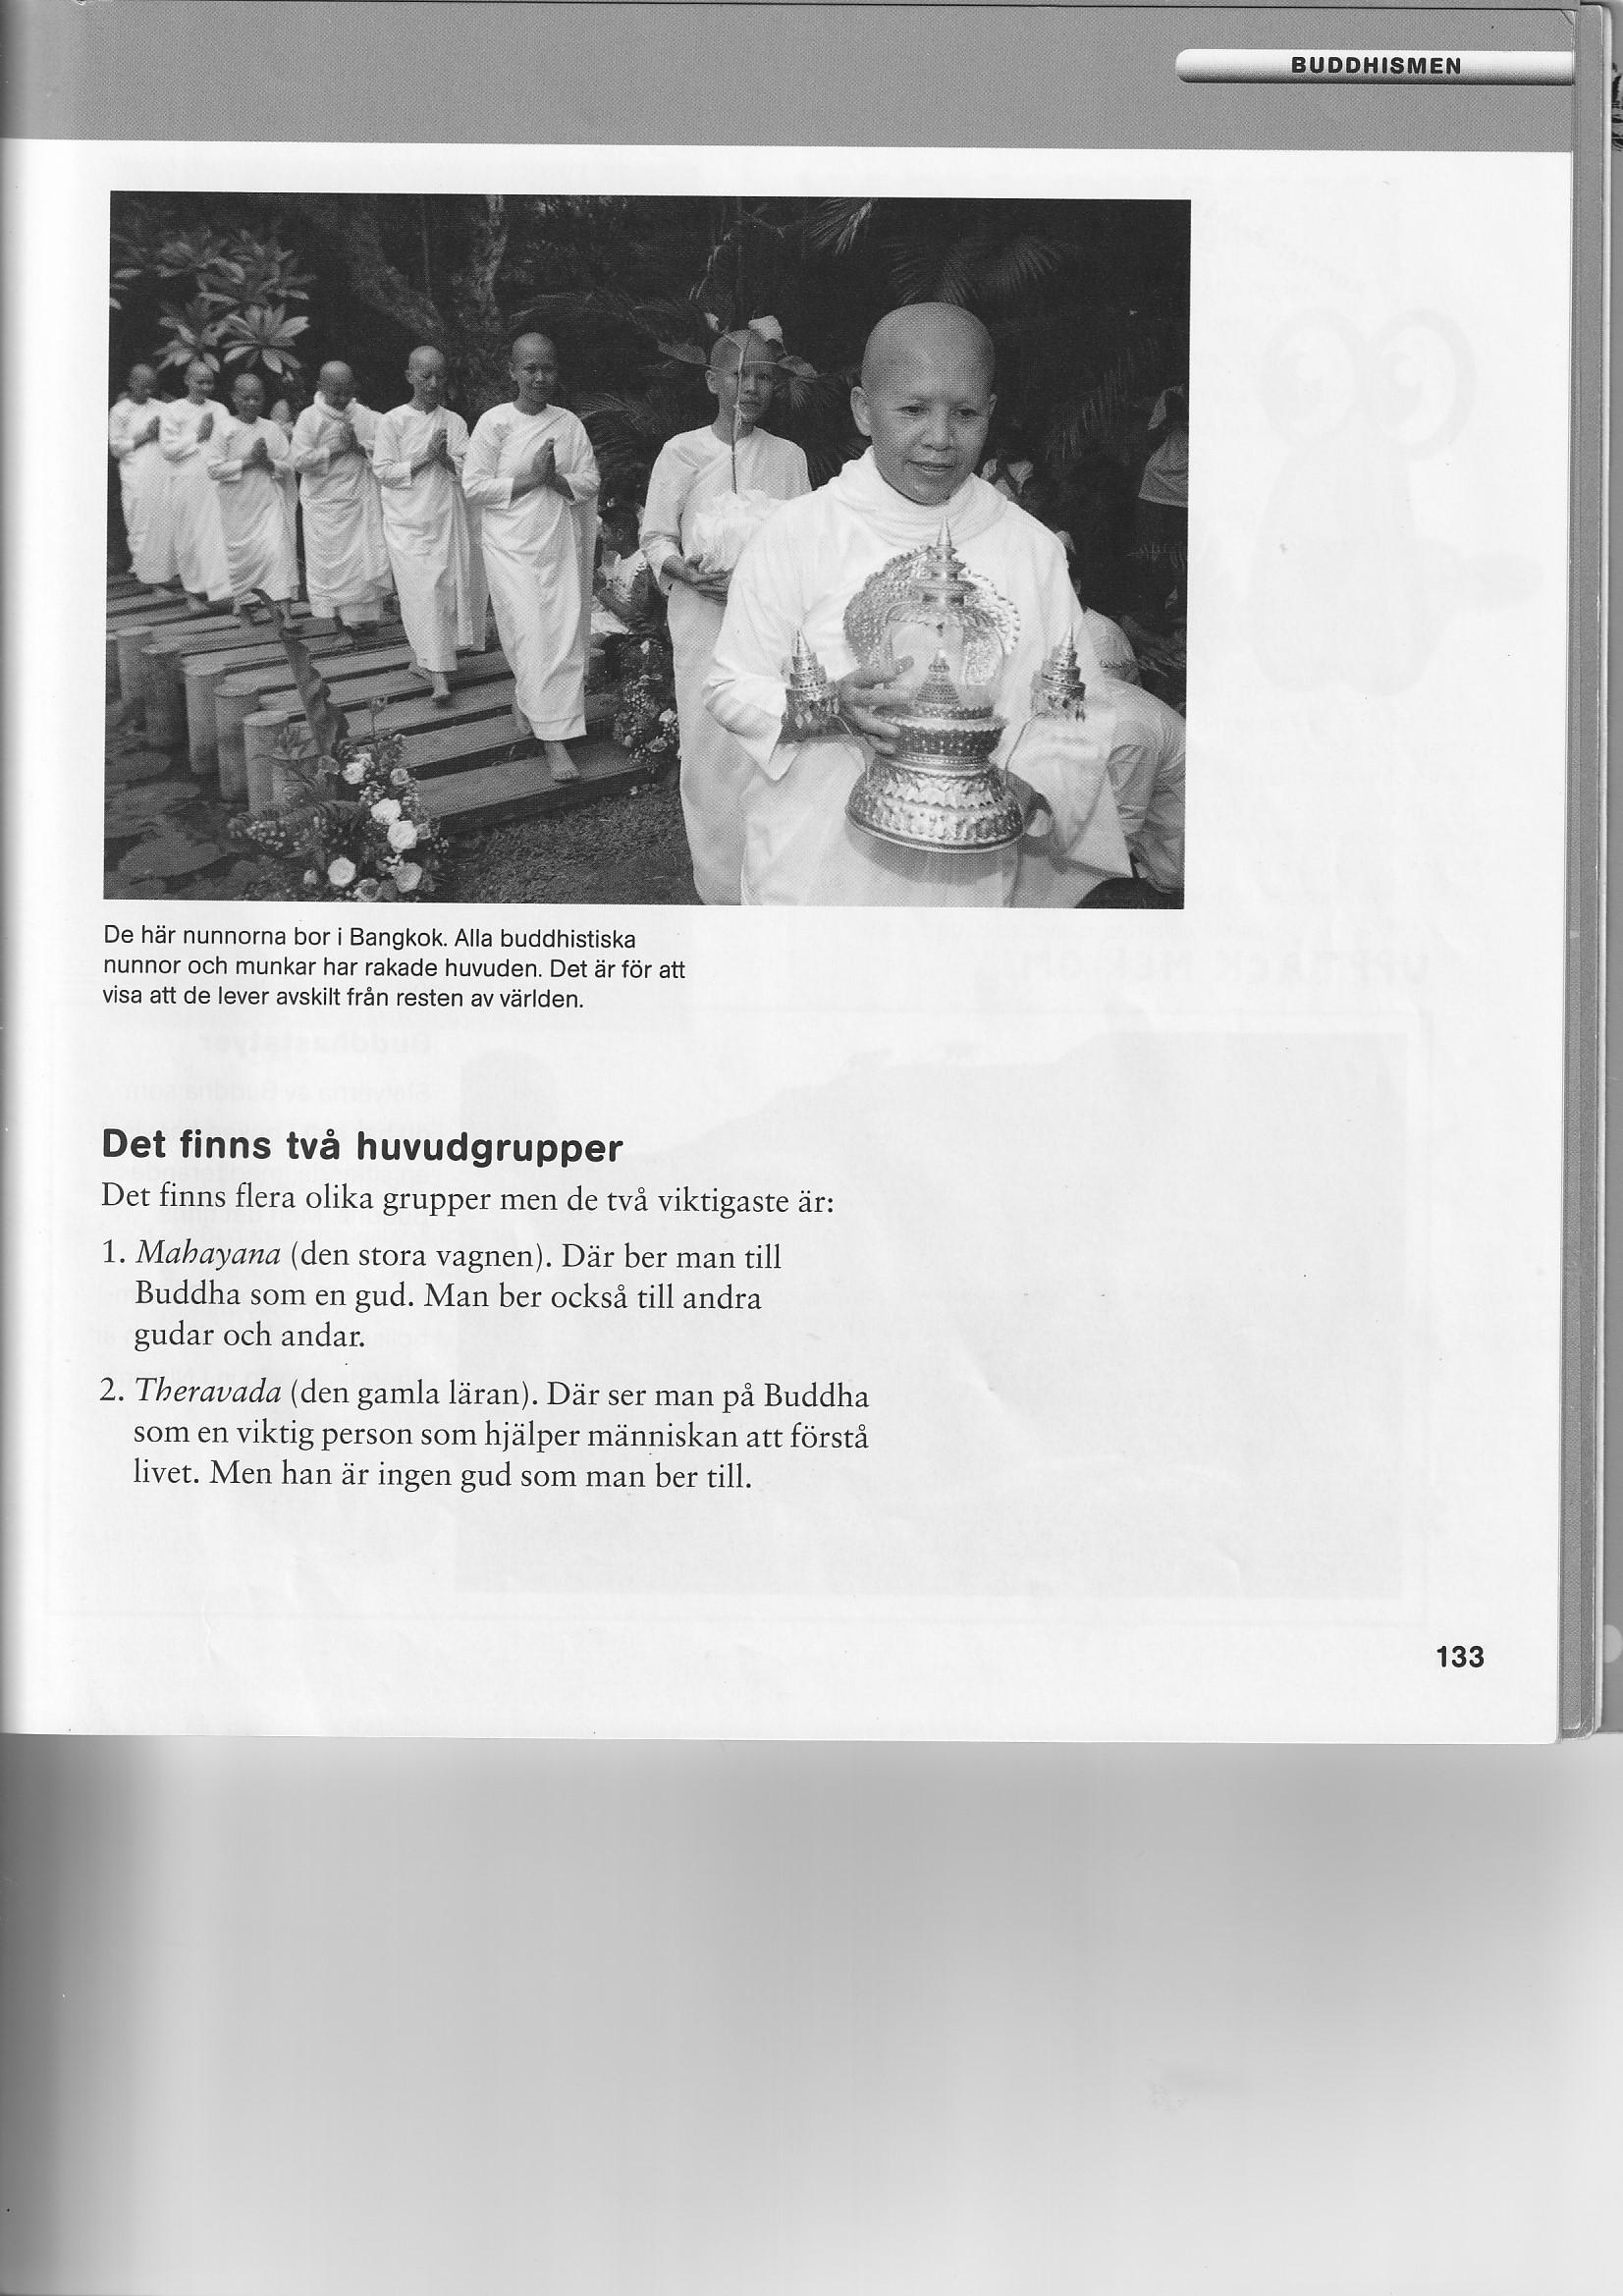 BUDDHISMEN
De här nunnorna bor i Bangkok. Alla buddhistiska
nunnor och munkar har rakade huvuden. Det är för att
visa att de lever avskilt från resten av världen.
Det finns två huvudgrupper
Det finns flera olika grupper men de två viktigaste är:
1. Mahayana (den stora vagnen). Där ber man till
Buddha som en gud. Man ber också till andra
gudar och andar.
2. Theravada (den gamla läran). Där ser man på Buddha
som en viktig person som hjälper människan att förstå
livet. Men han är ingen gud som man ber till.
133